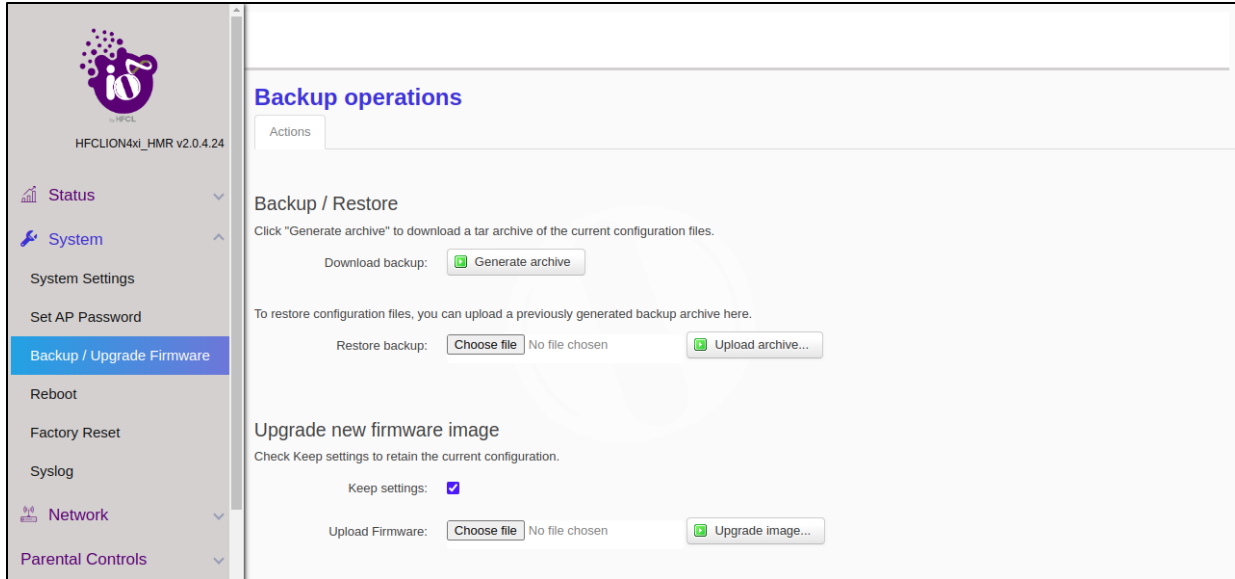 io
by HFCL
HFCLION4xi_HMR v2.0.4.24
Status
System
System Settings
Set AP Password
Backup / Upgrade Firmware
Reboot
Factory Reset
Syslog
Network
Parental Controls
Backup operations
Actions
Backup / Restore
Click "Generate archive" to download a tar archive of the current configuration files.
Download backup: Generate archive
To restore configuration files, you can upload a previously generated backup archive here.
Restore backup: Choose file No file chosen Upload archive...
Upgrade new firmware image
Check Keep settings to retain the current configuration.
Keep settings:
Upload Firmware: Choose file No file chosen Upgrade image...